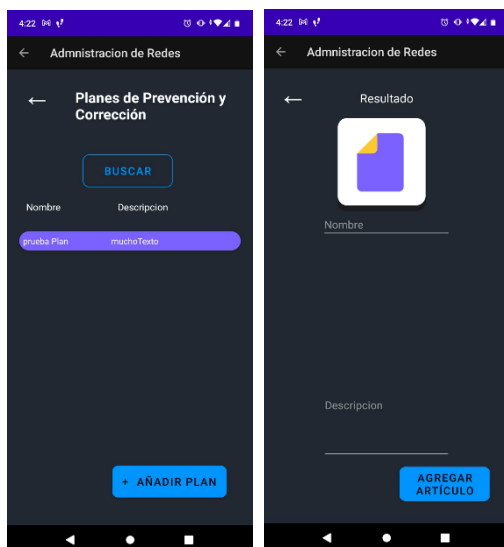 4:22
Admnistracion de Redes
Planes de Prevención y
Corrección
BUSCAR
Nombre Descripcion
prueba Plan muchoTexto
+ AÑADIR PLAN
4:22
Admnistracion de Redes
Resultado
Nombre
Descripcion
AGREGAR
ARTÍCULO